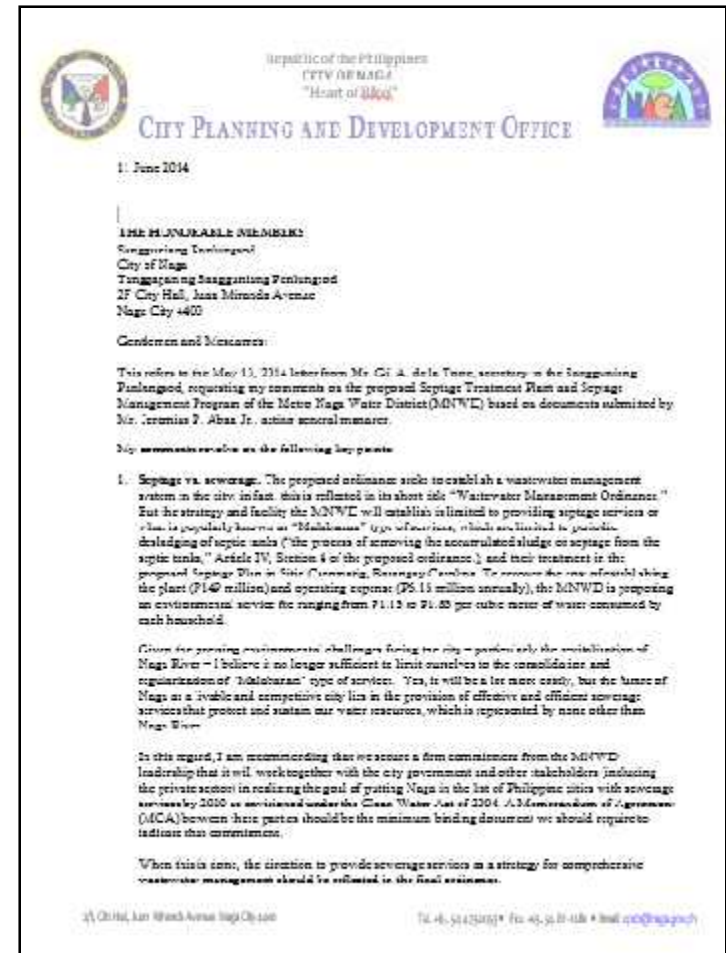 Republic of the Philippines
CITY OF NAGA
"Heart of Bikol"
CITY PLANNING AND DEVELOPMENT OFFICE
June 2014
THE HONORABLE MEMBERS
Sangguniang Panlungsod
City of Naga
Sangguniang Panlungsod
2F City Hall, Juan Miranda Avenue
Naga City 4400
Gentlemen and Mesdames:
This refers to the May 13, 2014 letter from Mr. Gil A. de la Torre, secretary to the Sangguniang
Panlungsod, requesting my comments on the proposed Septage Treatment Plant and Septage
Management Program of the Metro Naga Water District (MNWD) based on documents submitted by
Mr. Jeremias P. Aban Jr., acting general manager.
My comments revolve on the following key points:
1. Septage vs. sewerage. The proposed ordinance seeks to establish a wastewater management
system in the city; in fact, this is reflected in its short title "Wastewater Management Ordinance."
But the strategy and facility the MNWD will establish is limited to providing septage services or
what is popularly known as "Malabanan" type of services, which are limited to periodic
desludging of septic tanks ("the process of removing the accumulated sludge or septage from the
septic tanks," Article IV, Section 4 of the proposed ordinance.) and their treatment in the
proposed Septage Plan in Sitio Barangay Carolina. To recover the cost of establishing
the plant (P149 million) and operating expense million annually), the MNWD is proposing
an environmental service fee ranging from to per cubic meter of water consumed by
each household.
Given the pressing environmental challenges facing the city – particularly the revitalization of
Naga River – I believe it no longer sufficient to limit ourselves to the consolidation and
regularization of "Malabanan" type of services. Yes, it will be a lot more costly, but the future of
Naga as a livable and competitive city lies in the provision of effective and efficient sewerage
services that protect and sustain our water resources, which is represented by none other than
Naga River.
In this regard, I am recommending that we secure a firm commitment from the MNWD
leadership that it will work together with the city government and other stakeholders (including
the private sector) in realizing the goal of putting Naga in the list of Philippine cities with sewerage
services by 2020 as envisioned under the Clean Water Act of 2004. A Memorandum of Agreement
(MOA) between these parties should be the minimum binding document we should require to
indicate that commitment.
When this is done, the direction to provide sewerage services as a strategy for comprehensive
wastewater management should be reflected in the final ordinance.
City Hall, Juan Miranda Avenue Naga City 4400